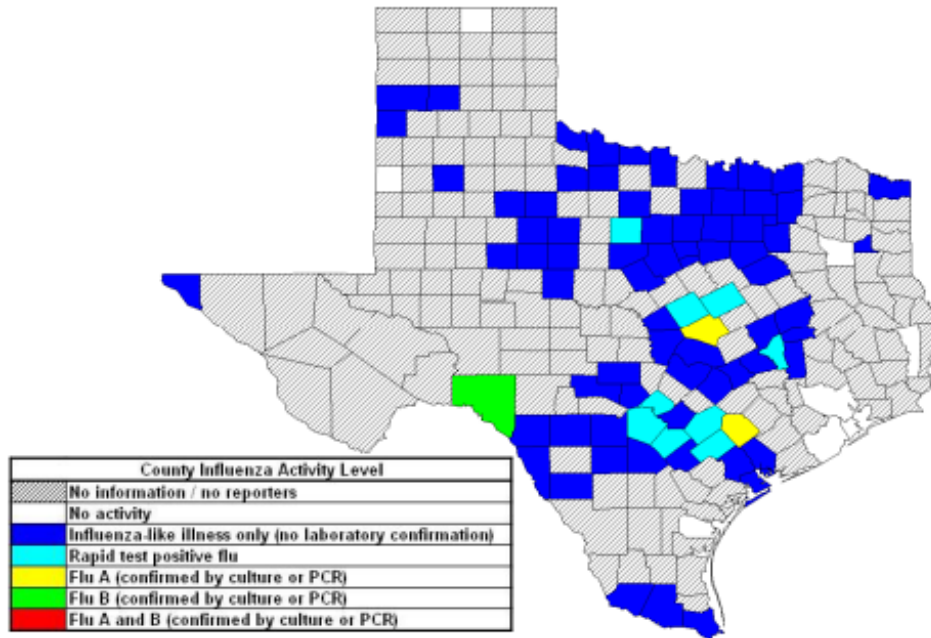 County Influenza Activity Level
No information / no reporters
No activity
Influenza-like illness only (no laboratory confirmation)
Rapid test positive flu
Flu A (confirmed by culture or PCR)
Flu B (confirmed by culture or PCR)
Flu A and B (confirmed by culture or PCR)